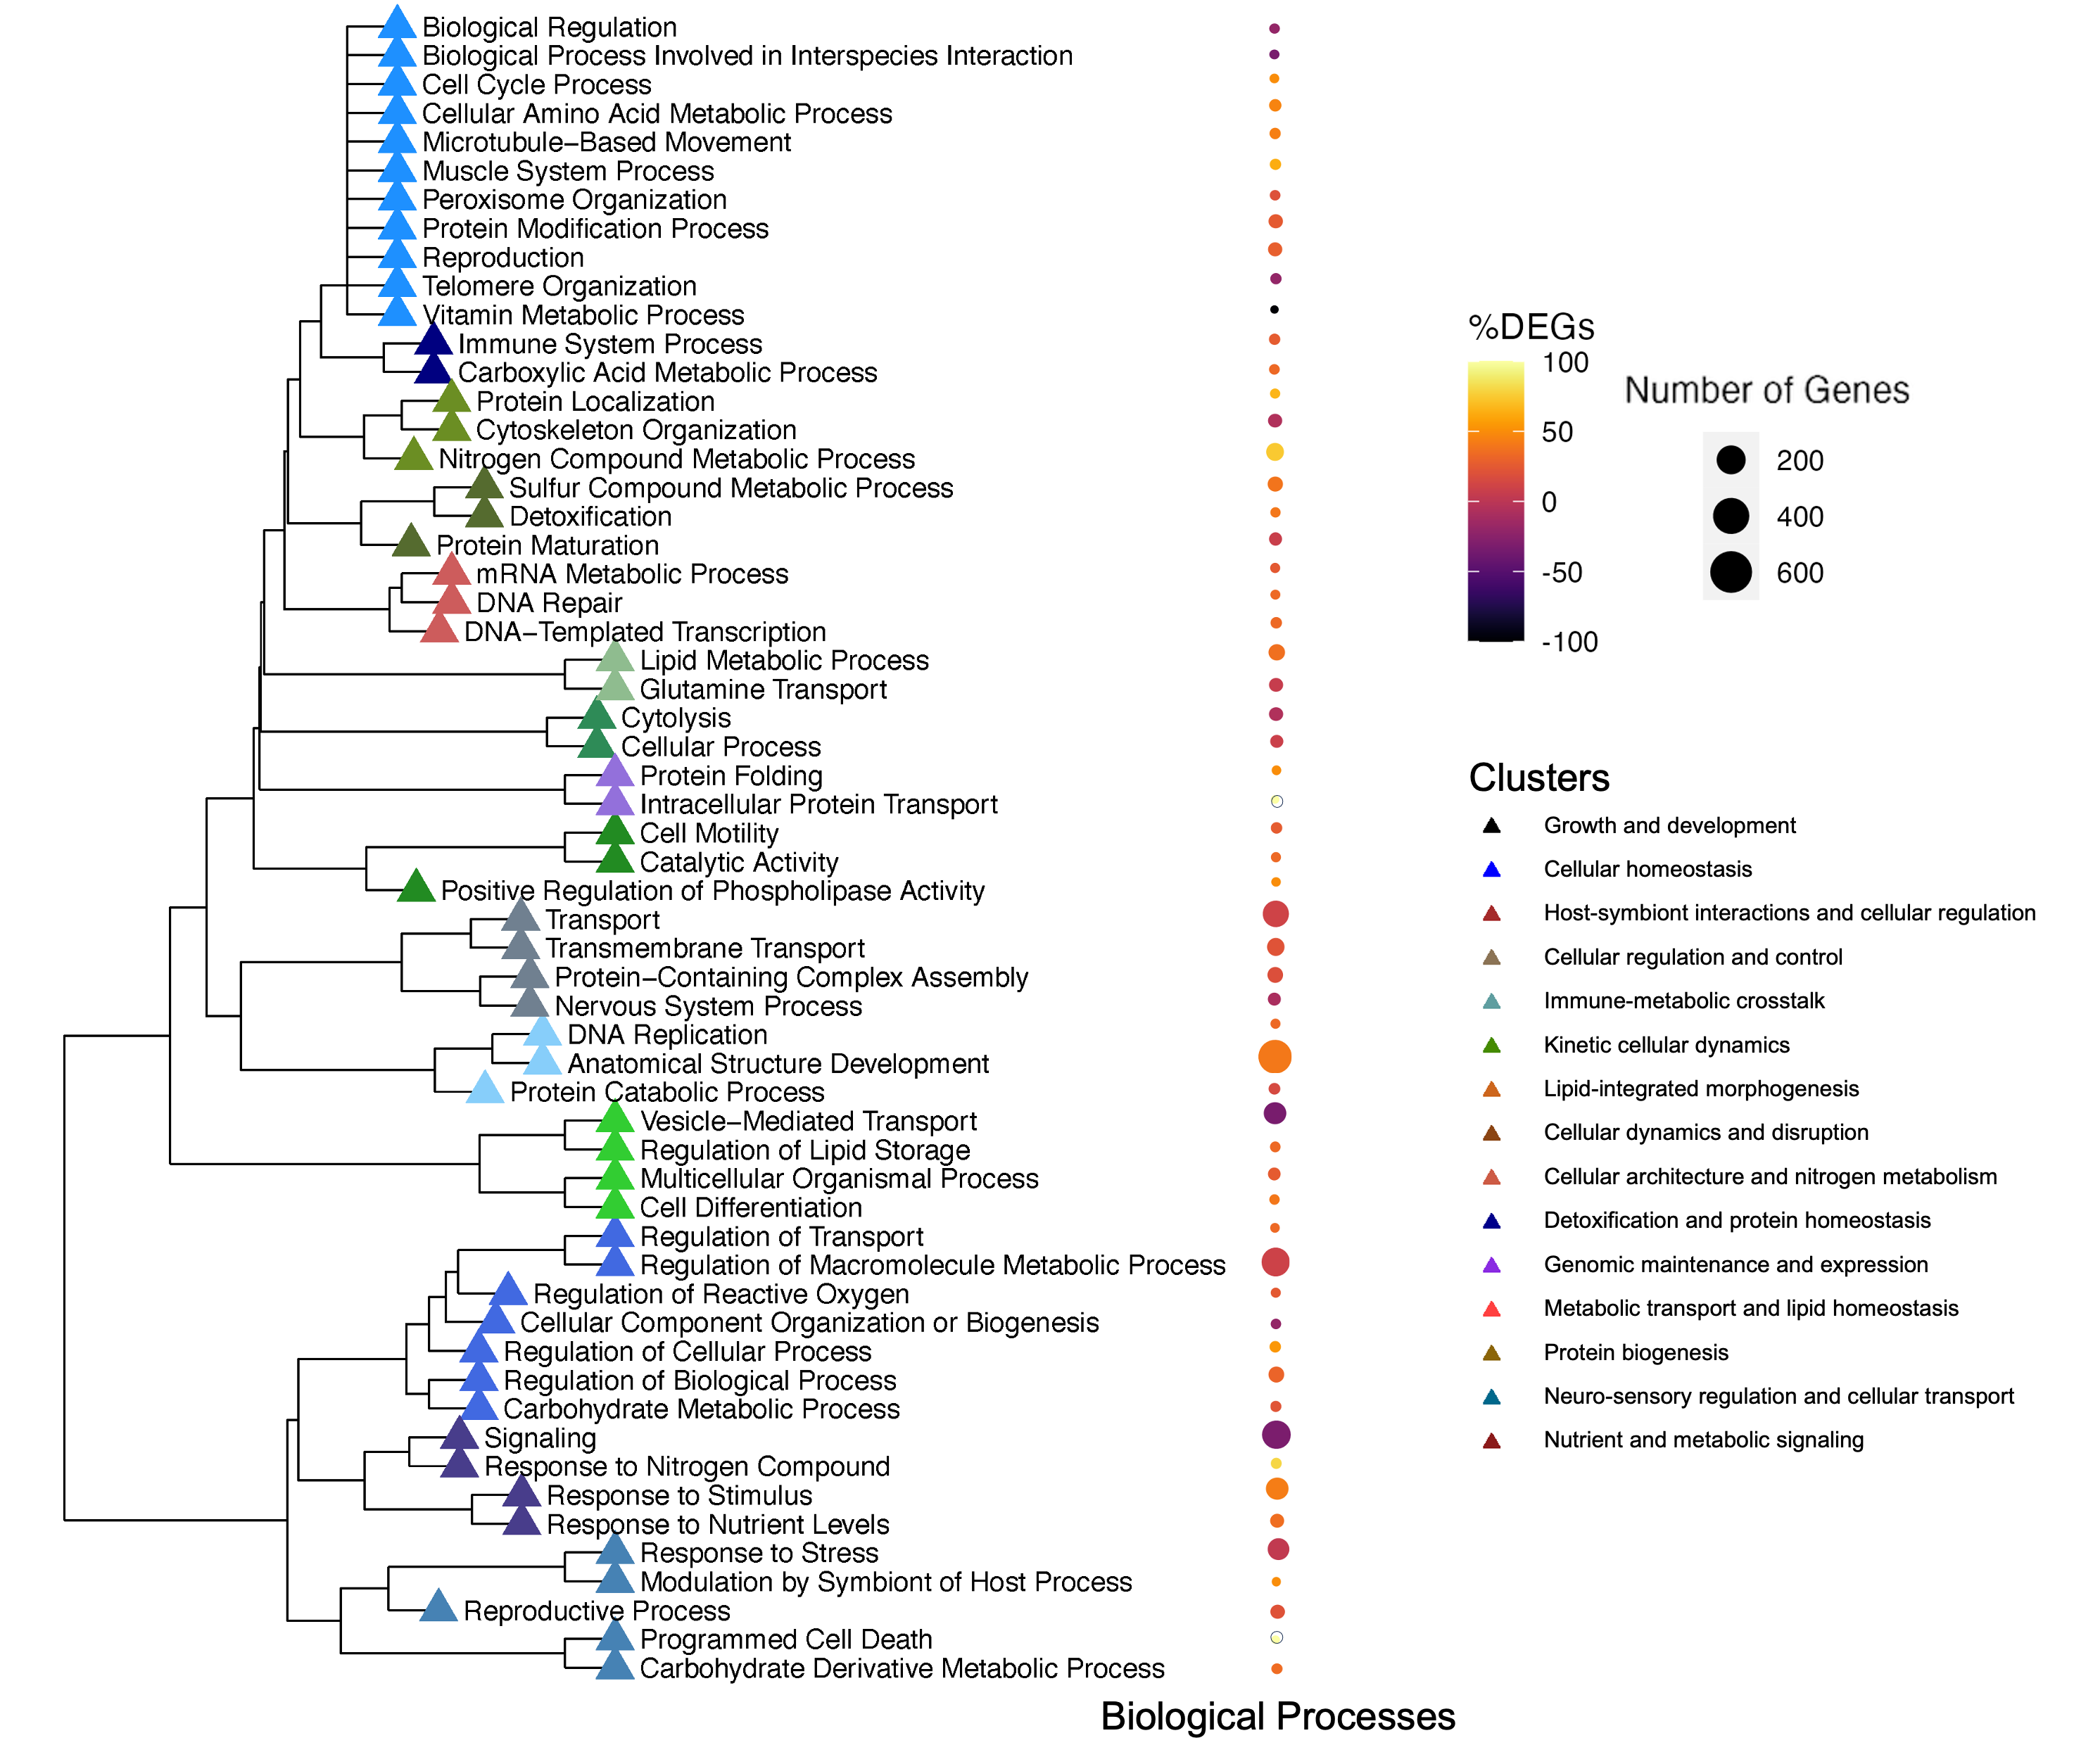 Biological Regulation
Biological Process Involved in Interspecies Interaction
Cell Cycle Process
Cellular Amino Acid Metabolic Process
Microtubule−Based Movement
Muscle System Process
Peroxisome Organization
Protein Modification Process
Reproduction
Telomere Organization
Vitamin Metabolic Process
Immune System Process
Carboxylic Acid Metabolic Process
Protein Localization
Cytoskeleton Organization
Nitrogen Compound Metabolic Process
Sulfur Compound Metabolic Process
Detoxification
Protein Maturation
mRNA Metabolic Process
DNA Repair
DNA−Templated Transcription
Lipid Metabolic Process
Glutamine Transport
Cytolysis
Cellular Process
Protein Folding
Intracellular Protein Transport
Cell Motility
Catalytic Activity
Positive Regulation of Phospholipase Activity
Transport
Transmembrane Transport
Protein−Containing Complex Assembly
Nervous System Process
DNA Replication
Anatomical Structure Development
Protein Catabolic Process
Vesicle−Mediated Transport
Regulation of Lipid Storage
Multicellular Organismal Process
Cell Differentiation
Regulation of Transport
Regulation of Macromolecule Metabolic Process
Regulation of Reactive Oxygen
Cellular Component Organization or Biogenesis
Regulation of Cellular Process
Regulation of Biological Process
Carbohydrate Metabolic Process
Signaling
Response to Nitrogen Compound
Response to Stimulus
Response to Nutrient Levels
Response to Stress
Modulation by Symbiont of Host Process
Reproductive Process
Programmed Cell Death
Carbohydrate Derivative Metabolic Process
Biological Processes
%DEGs
100
50
0
-50
-100
Number of Genes
200
400
600
Clusters
Growth and development
Cellular homeostasis
Host-symbiont interactions and cellular regulation
Cellular regulation and control
Immune-metabolic crosstalk
Kinetic cellular dynamics
Lipid-integrated morphogenesis
Cellular dynamics and disruption
Cellular architecture and nitrogen metabolism
Detoxification and protein homeostasis
Genomic maintenance and expression
Metabolic transport and lipid homeostasis
Protein biogenesis
Neuro-sensory regulation and cellular transport
Nutrient and metabolic signaling